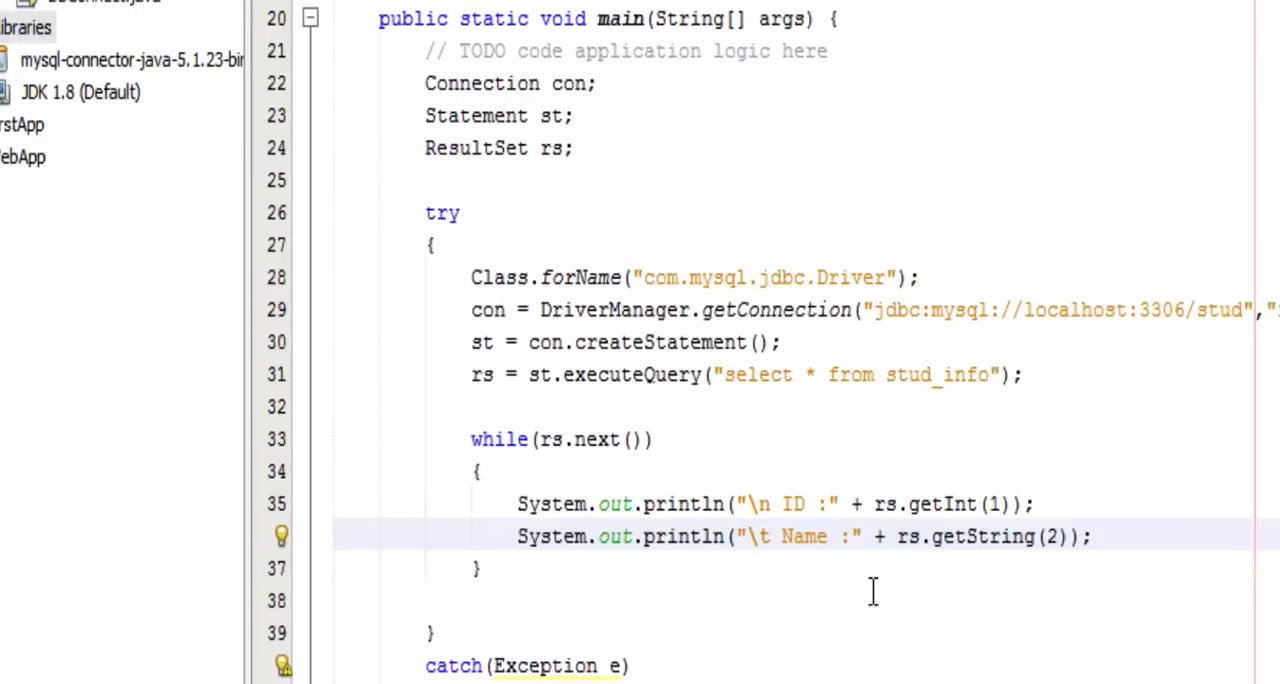 ibraries
mysql-connector-java-5.1.23-bin
JDK 1.8 (Default)
rstApp
ebApp
20 public static void main(String[] args) {
21 // TODO code application logic here
22 Connection con;
23 Statement st;
24 ResultSet rs;
25
26 try
27 {
28 Class.forName("com.mysql.jdbc.Driver");
29 con = DriverManager.getConnection("jdbc:mysql://localhost:3306/stud","
30 st = con.createStatement();
31 rs = st.executeQuery("select * from stud_info");
32
33 while(rs.next())
34 {
35 System.out.println("\n ID :" + rs.getInt(1));
System.out.println("\t Name :" + rs.getString(2));
37 }
38
39 }
catch(Exception e)